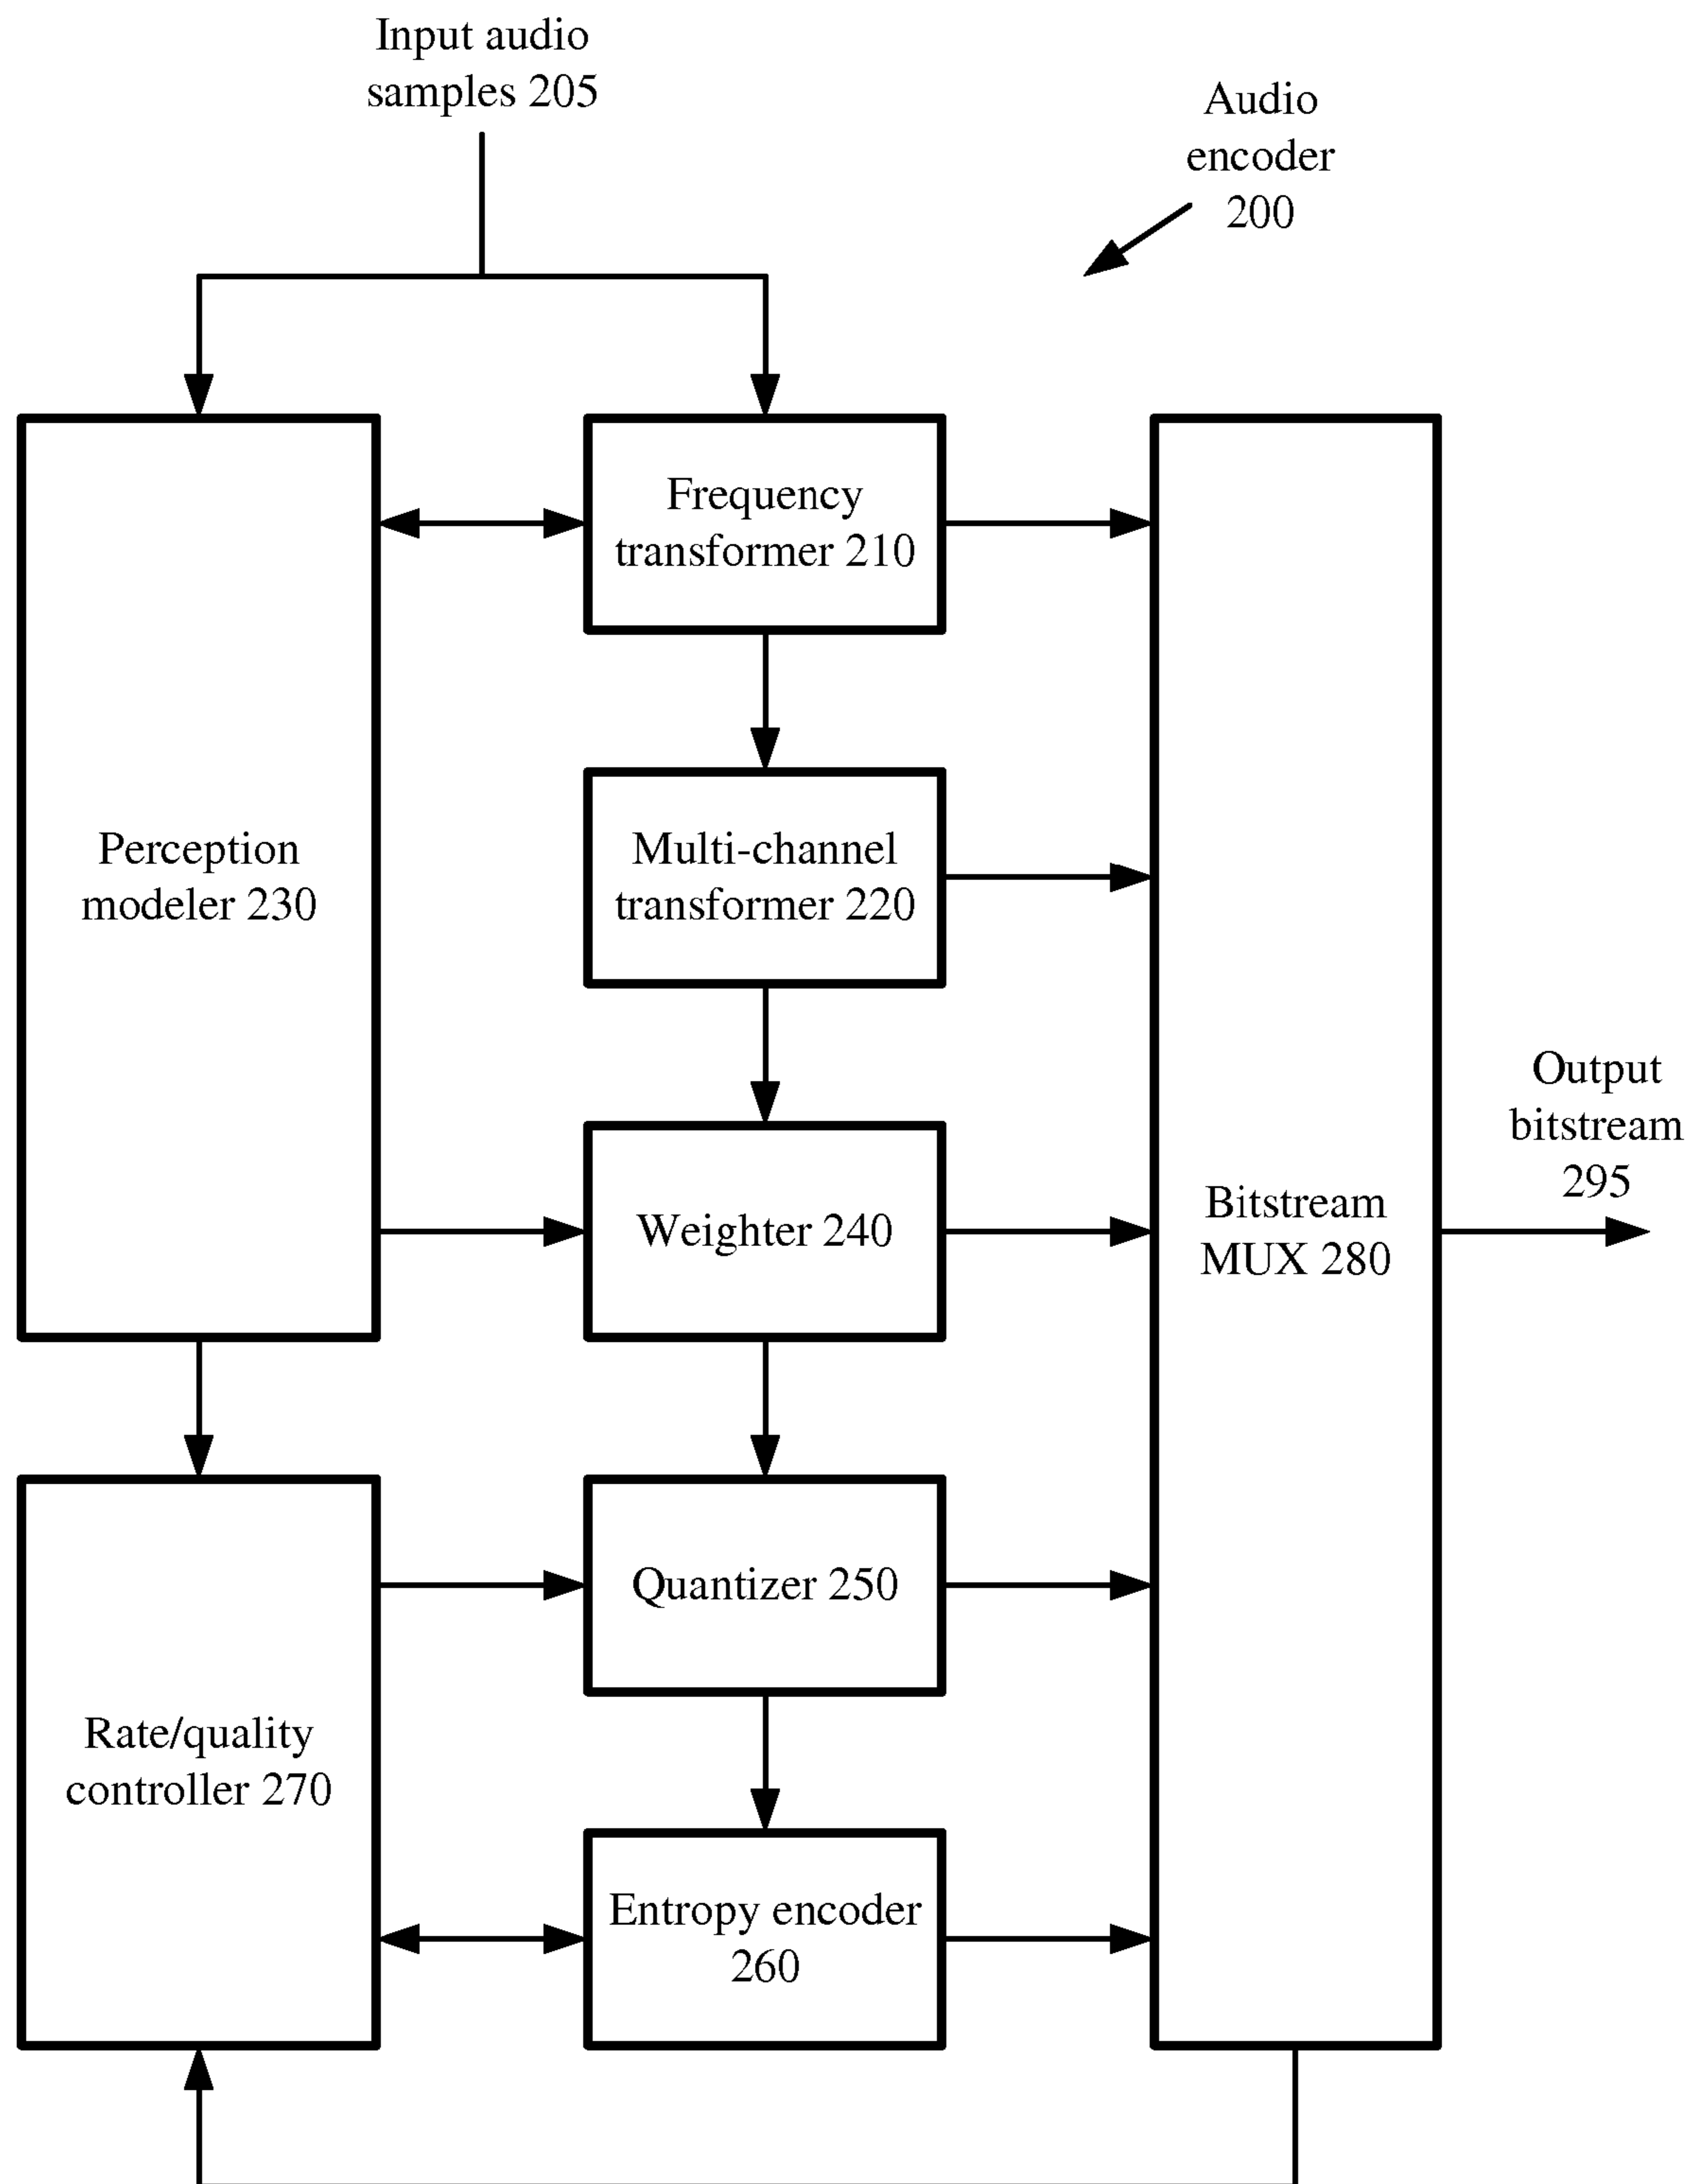 Input audio
samples 205
Audio
encoder
200
Frequency
transformer 210
Perception
modeler 230
Multi-channel
transformer 220
Output
bitstream
295
Weighter 240
Bitstream
MUX 280
Quantizer 250
Rate/quality
controller 270
Entropy encoder
260